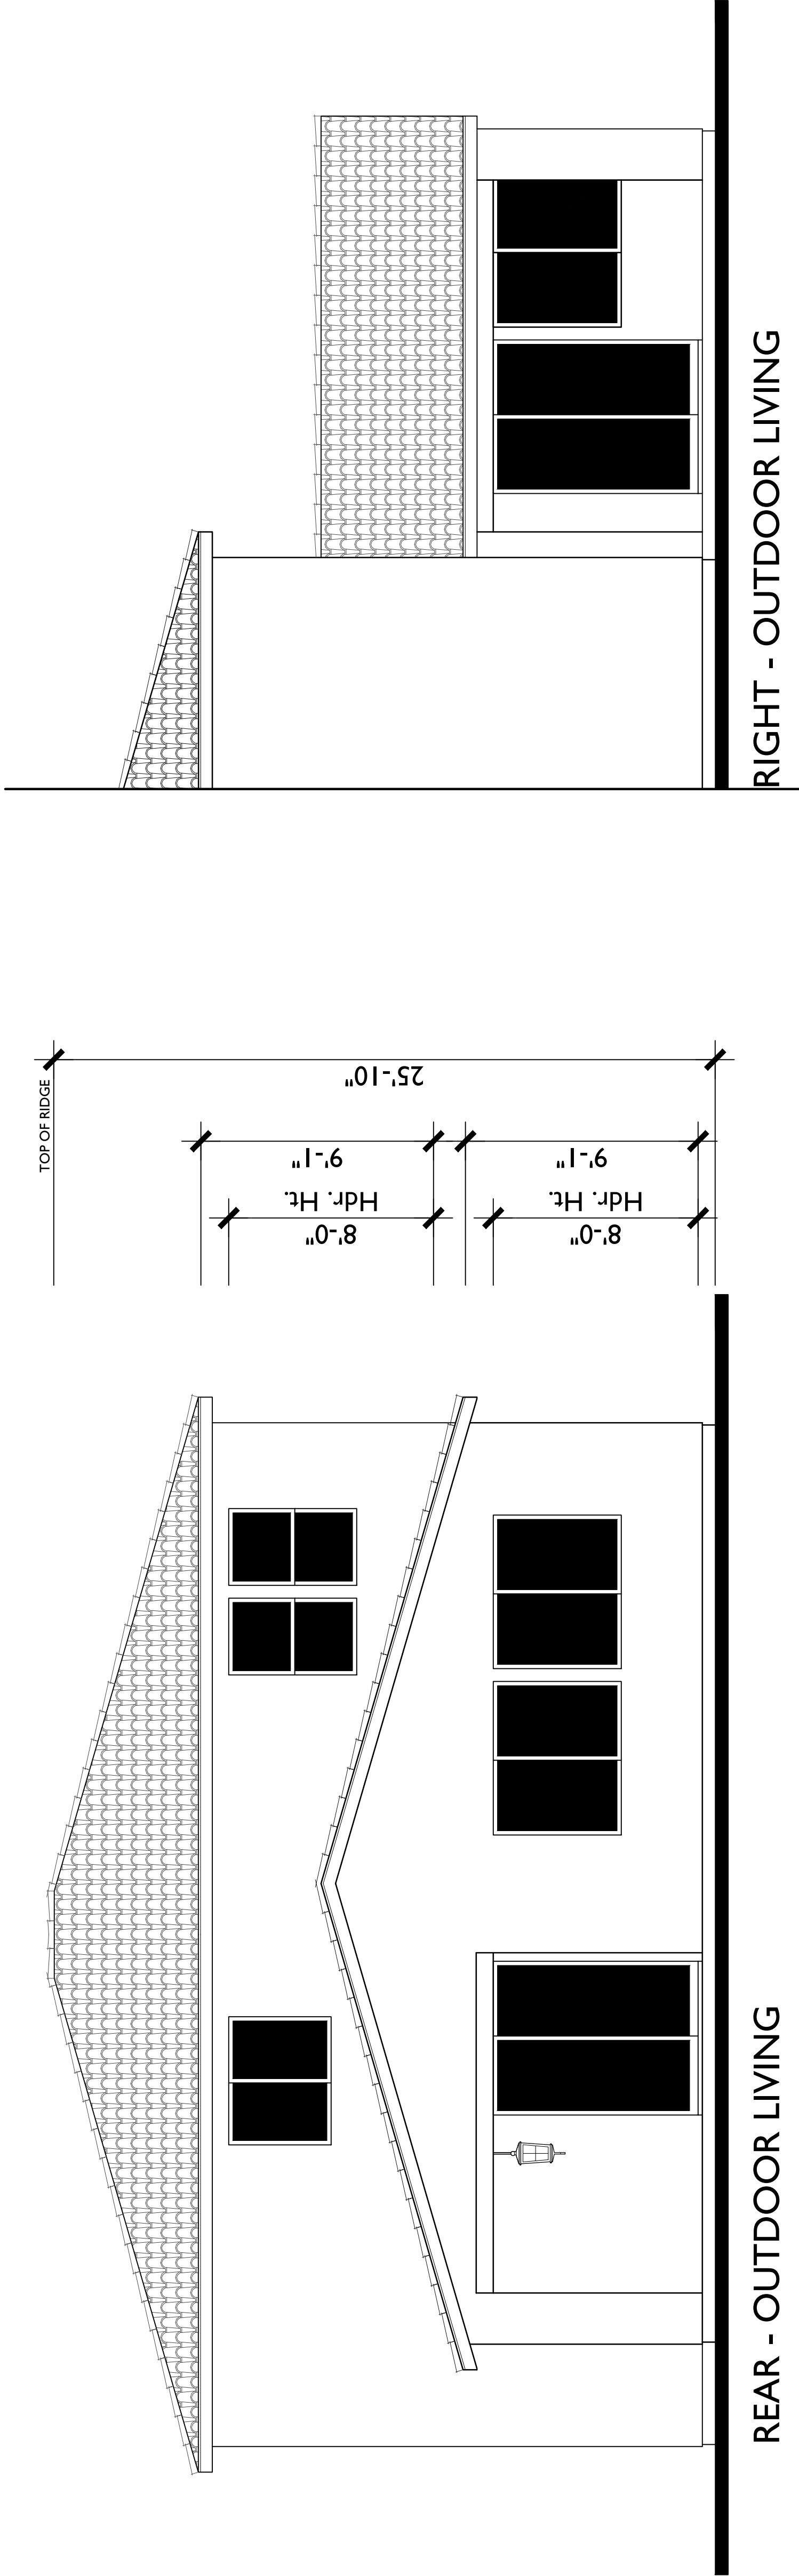 REAR - OUTDOOR LIVING
TOP OF RIDGE
25'-10"
9'-1"
9'-1"
Hdr. Ht.
8'-0"
Hdr. Ht.
8'-0"
RIGHT - OUTDOOR LIVING